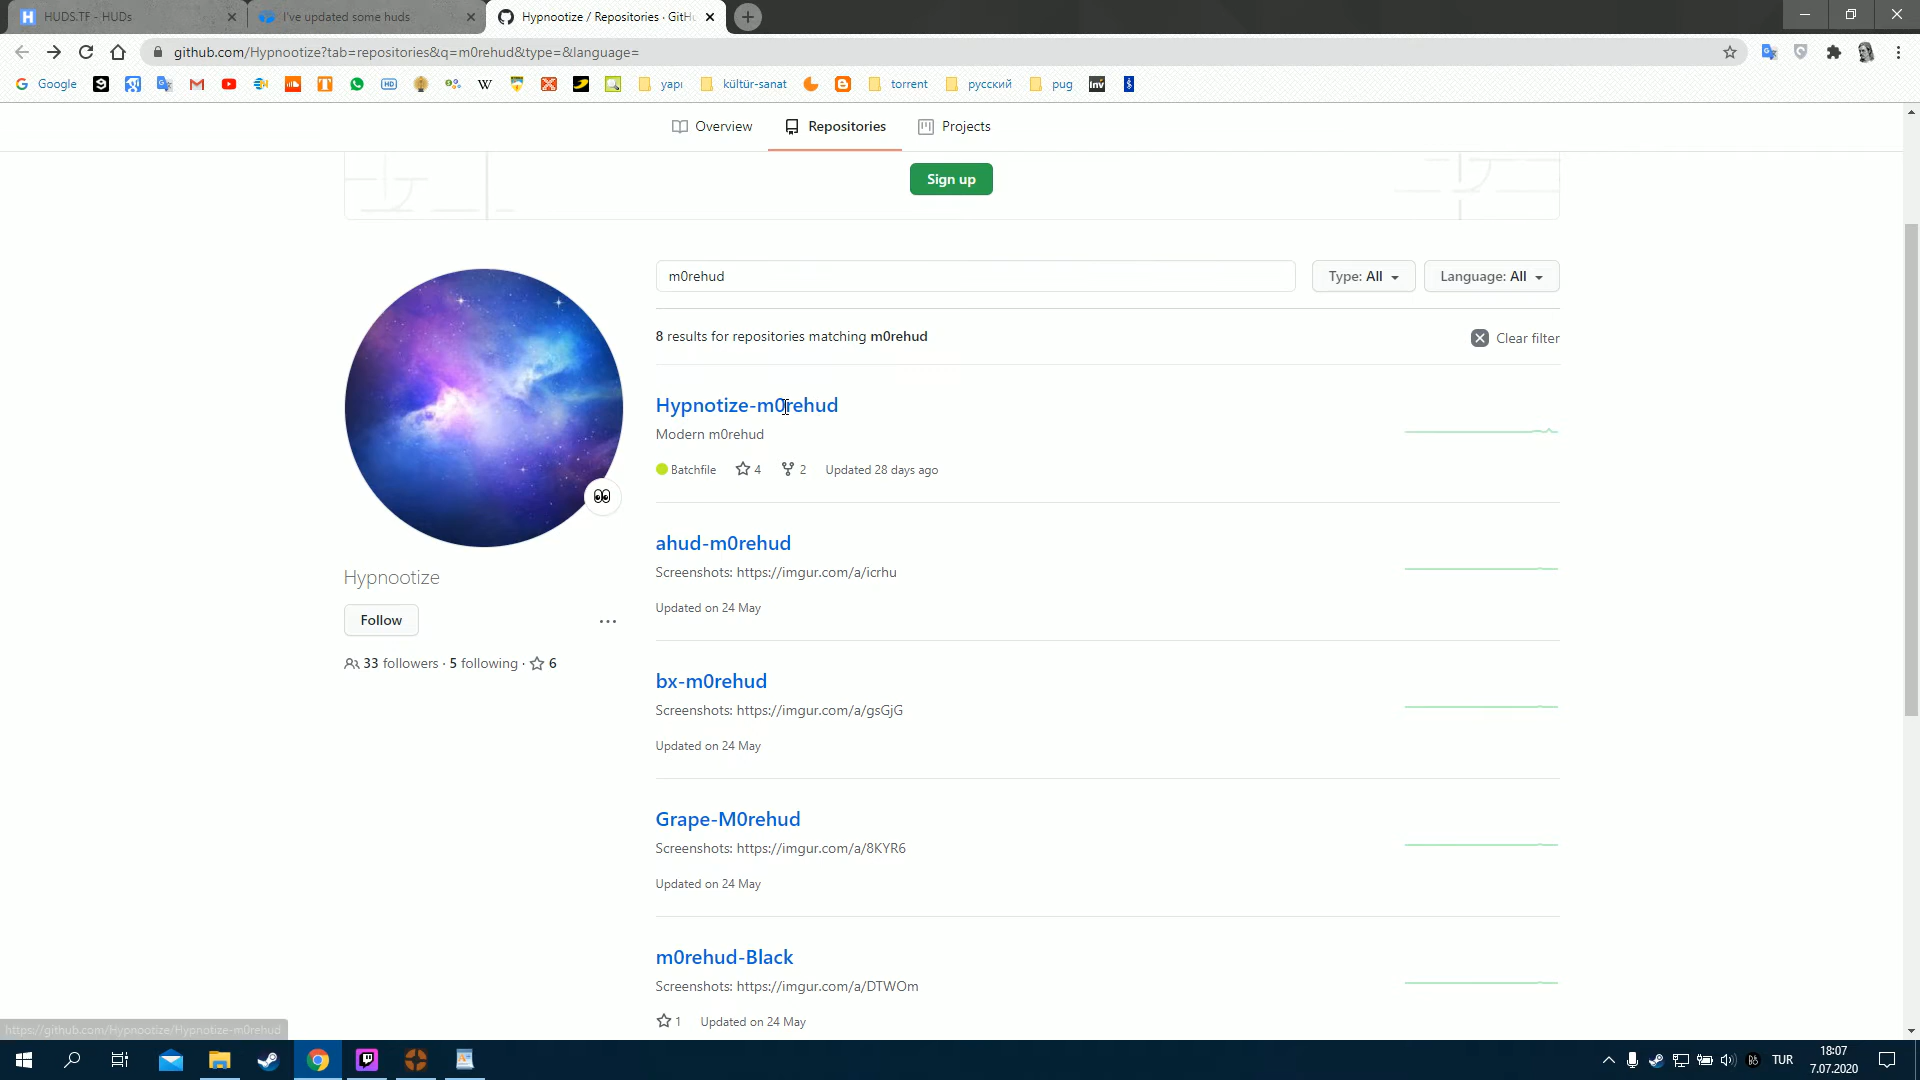 HUDS.TF - HUDs
I've updated some huds
Hypnootize / Repositories · GitH
github.com/Hypnootize?tab=repositories&q=m0rehud&type=&language=
Google
yapı
kültür-sanat
torrent
русский
pug
Overview
Repositories
Projects
Sign up
m0rehud
Type: All
Language: All
8 results for repositories matching m0rehud
Clear filter
Hypnotize-m0rehud
Modern m0rehud
Batchfile 4 2 Updated 28 days ago
ahud-m0rehud
Screenshots: https://imgur.com/a/icrhu
Updated on 24 May
Hypnootize
Follow
33 followers · 5 following · 6
bx-m0rehud
Screenshots: https://imgur.com/a/gsGjG
Updated on 24 May
Grape-M0rehud
Screenshots: https://imgur.com/a/8KYR6
Updated on 24 May
m0rehud-Black
Screenshots: https://imgur.com/a/DTWOm
1 Updated on 24 May
https://github.com/Hypnootize/Hypnotize-m0rehud
TUR
18:07
7.07.2020